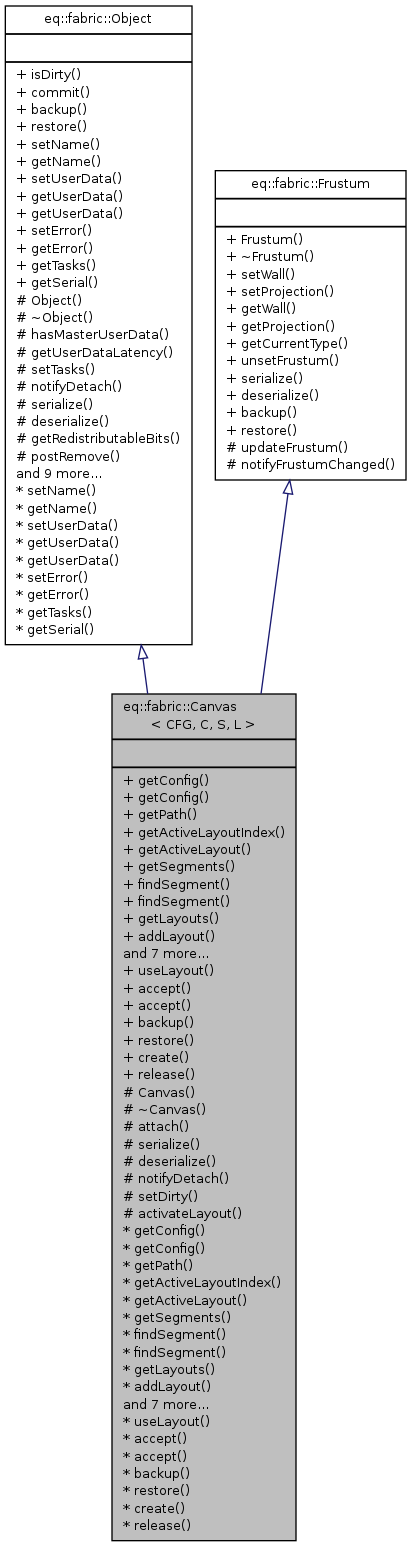 eq::fabric::Object
+ isDirty()
+ commit()
+ backup()
+ restore()
+ setName()
+ getName()
+ setUserData()
+ getUserData()
+ getUserData()
+ setError()
+ getError()
+ getTasks()
+ getSerial()
# Object()
# ~Object()
# hasMasterUserData()
# getUserDataLatency()
# setTasks()
# notifyDetach()
# serialize()
# deserialize()
# getRedistributableBits()
# postRemove()
and 9 more...
* setName()
* getName()
* setUserData()
* getUserData()
* getUserData()
* setError()
* getError()
* getTasks()
* getSerial()
eq::fabric::Frustum
+ Frustum()
+ ~Frustum()
+ setWall()
+ setProjection()
+ getWall()
+ getProjection()
+ getCurrentType()
+ unsetFrustum()
+ serialize()
+ deserialize()
+ backup()
+ restore()
# updateFrustum()
# notifyFrustumChanged()
eq::fabric::Canvas
< CFG, C, S, L >
+ getConfig()
+ getConfig()
+ getPath()
+ getActiveLayoutIndex()
+ getActiveLayout()
+ getSegments()
+ findSegment()
+ findSegment()
+ getLayouts()
+ addLayout()
and 7 more...
+ useLayout()
+ accept()
+ accept()
+ backup()
+ restore()
+ create()
+ release()
# Canvas()
# ~Canvas()
# attach()
# serialize()
# deserialize()
# notifyDetach()
# setDirty()
# activateLayout()
* getConfig()
* getConfig()
* getPath()
* getActiveLayoutIndex()
* getActiveLayout()
* getSegments()
* findSegment()
* findSegment()
* getLayouts()
* addLayout()
and 7 more...
* useLayout()
* accept()
* accept()
* backup()
* restore()
* create()
* release()